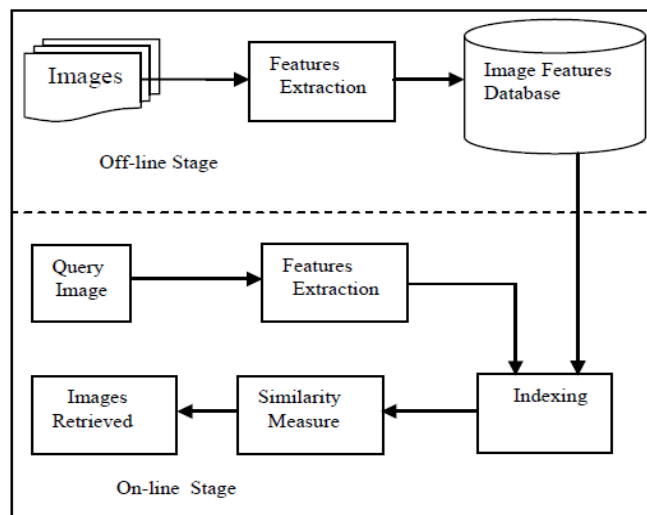 Images
Features
Extraction
Image Features
Database
Off-line Stage
Query
Image
Features
Extraction
Images
Retrieved
Similarity
Measure
Indexing
On-line Stage